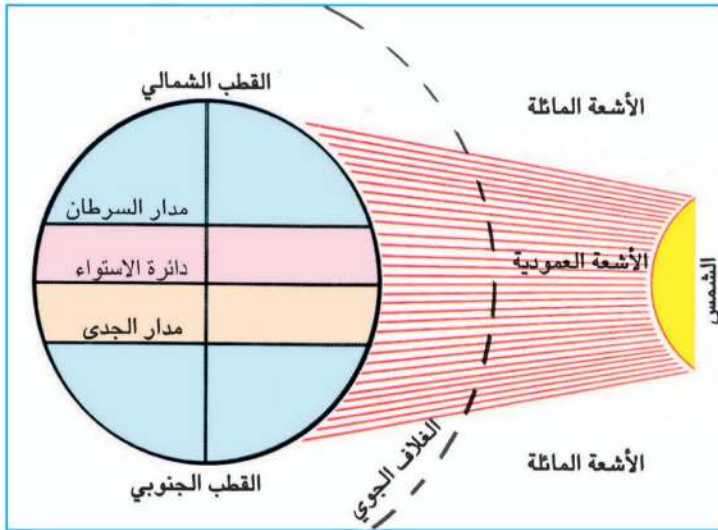 القطب الشمالي
الأشعة المائلة
مدار السرطان
دائرة الاستواء
الأشعة العمودية
الشمس
مدار الجدى
الغلاف الجوي
الأشعة المائلة
القطب الجنوبي